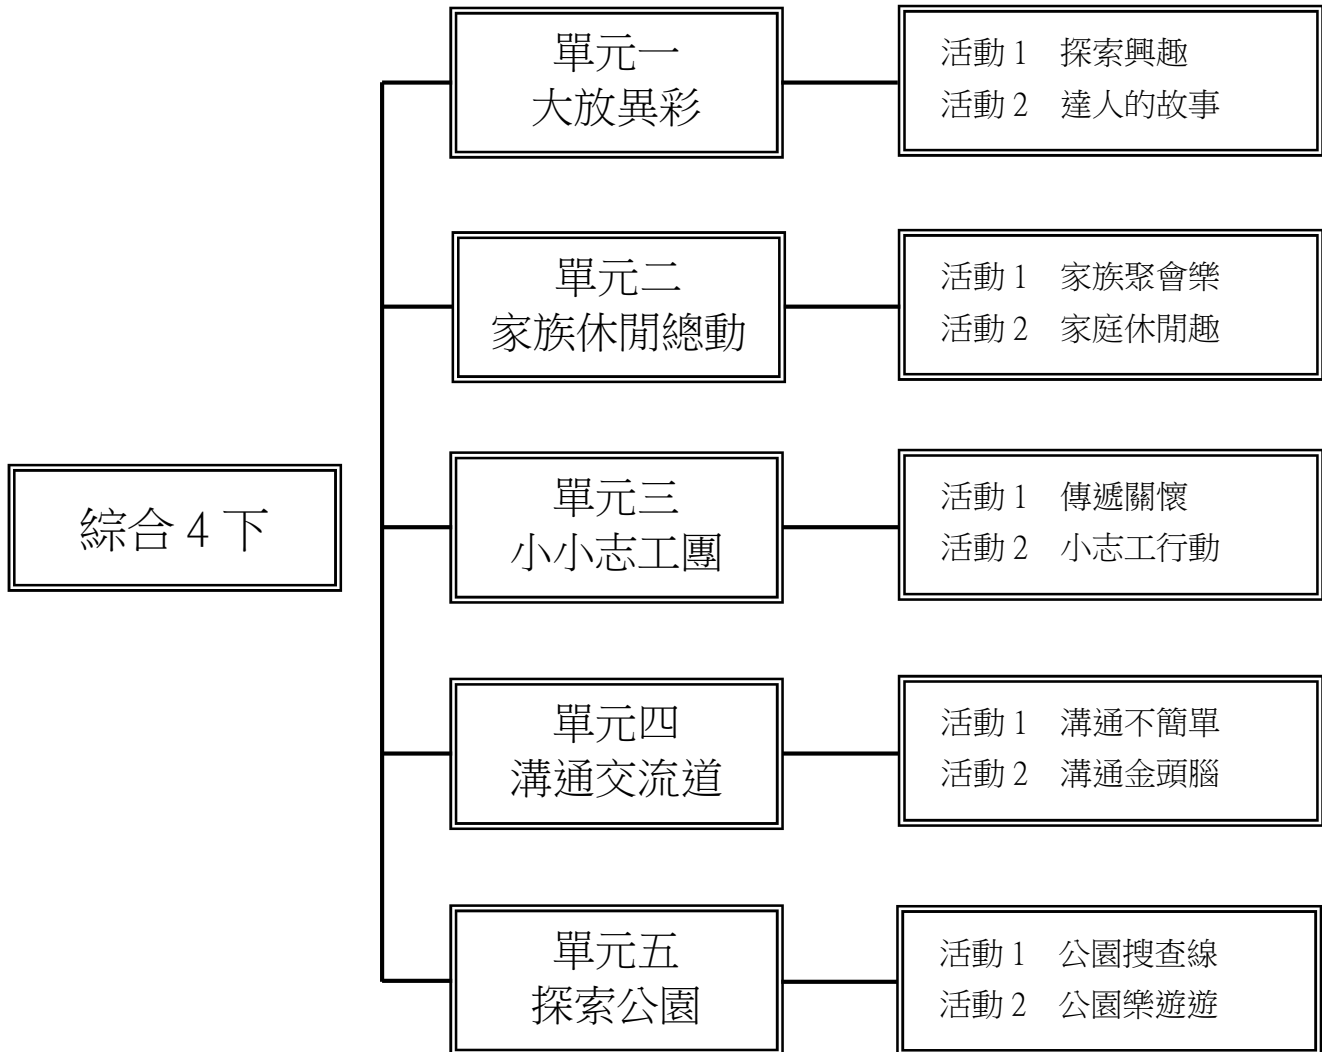 綜合 4 下
單元一
大放異彩
活動 1　探索興趣
活動 2　達人的故事
單元二
家族休閒總動
活動 1　家族聚會樂
活動 2　家庭休閒趣
單元三
小小志工團
活動 1　傳遞關懷
活動 2　小志工行動
單元四
溝通交流道
活動 1　溝通不簡單
活動 2　溝通金頭腦
單元五
探索公園
活動 1　公園搜查線
活動 2　公園樂遊遊